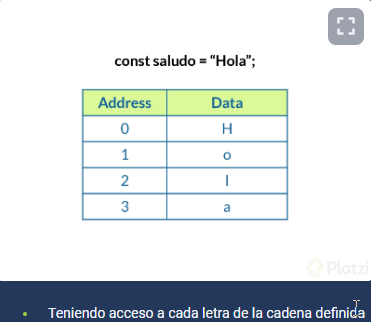 const saludo = “Hola”;
Address Data
0 H
1 o
2 l
3 a
Platzi
• Teniendo acceso a cada letra de la cadena definida